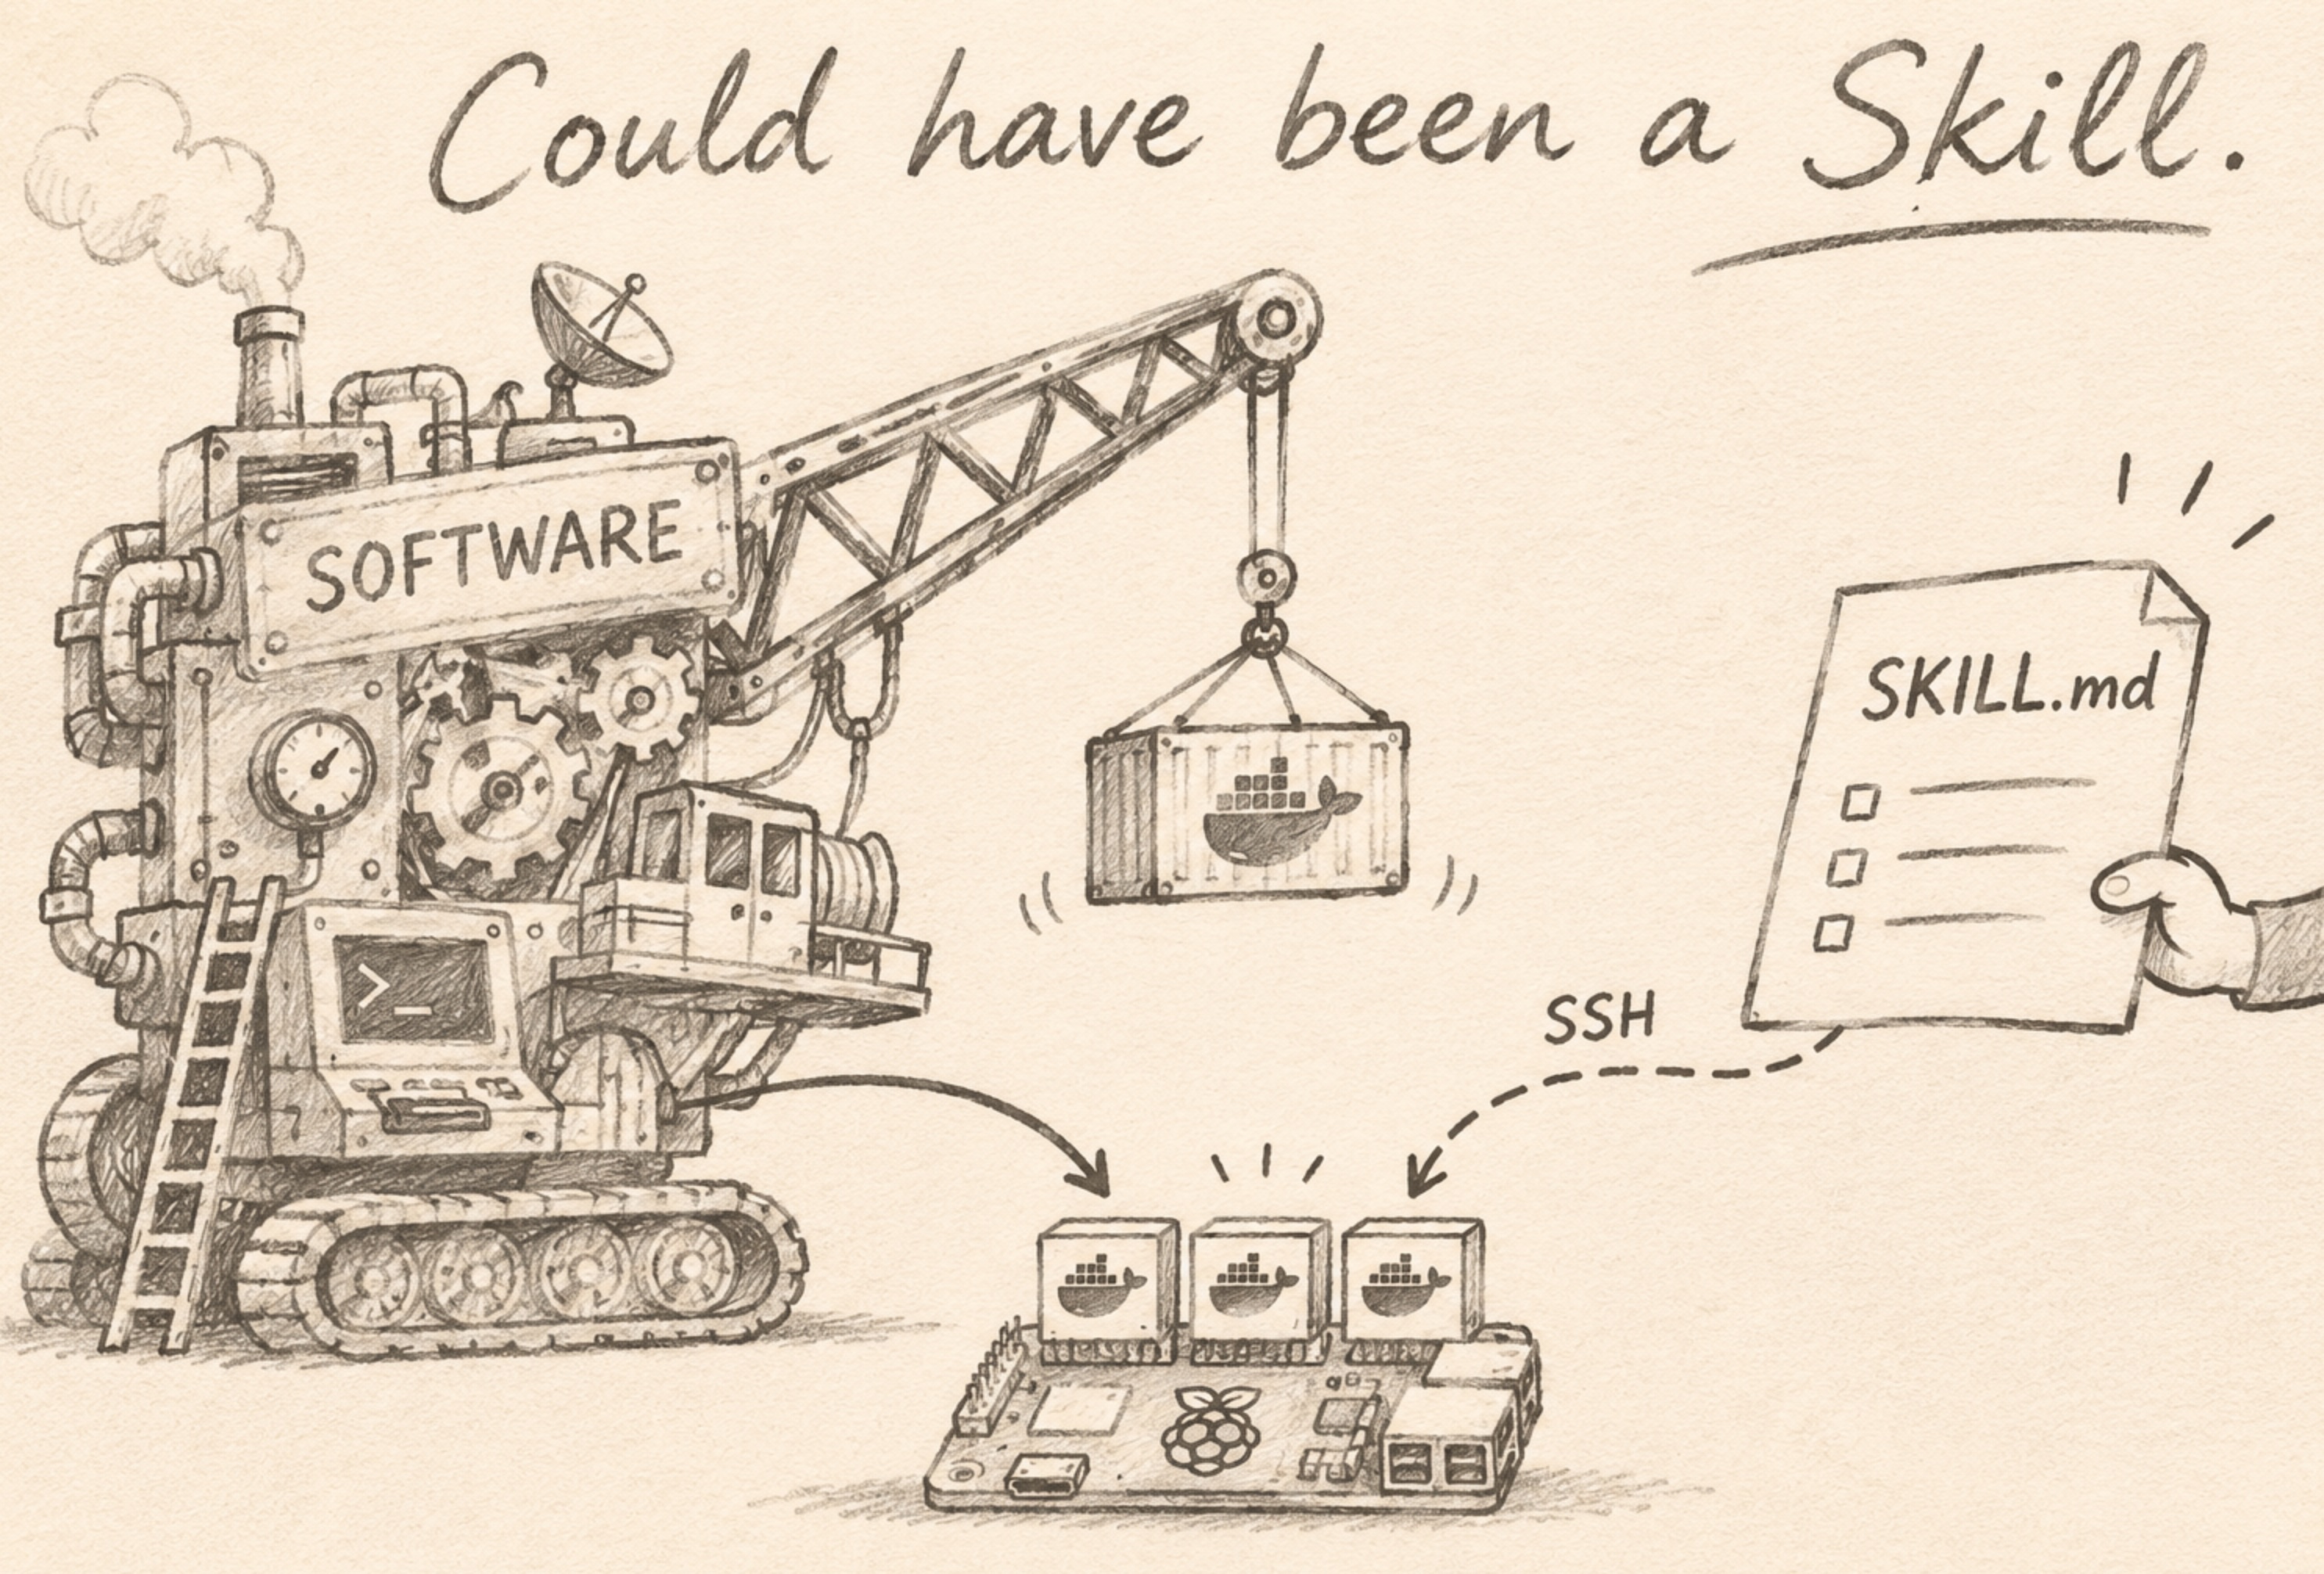 Could have been a Skill.
SOFTWARE
>_
SKILL.md
SSH